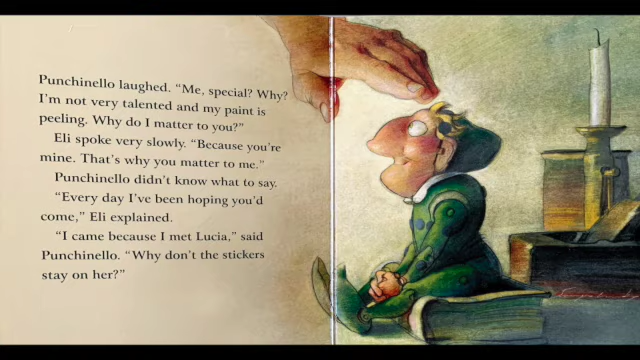 Punchinello laughed. “Me, special? Why?
I’m not very talented and my paint is
peeling. Why do I matter to you?”
Eli spoke very slowly. “Because you’re
mine. That’s why you matter to me.”
Punchinello didn’t know what to say.
“Every day I’ve been hoping you’d
come,” Eli explained.
“I came because I met Lucia,” said
Punchinello. “Why don’t the stickers
stay on her?”